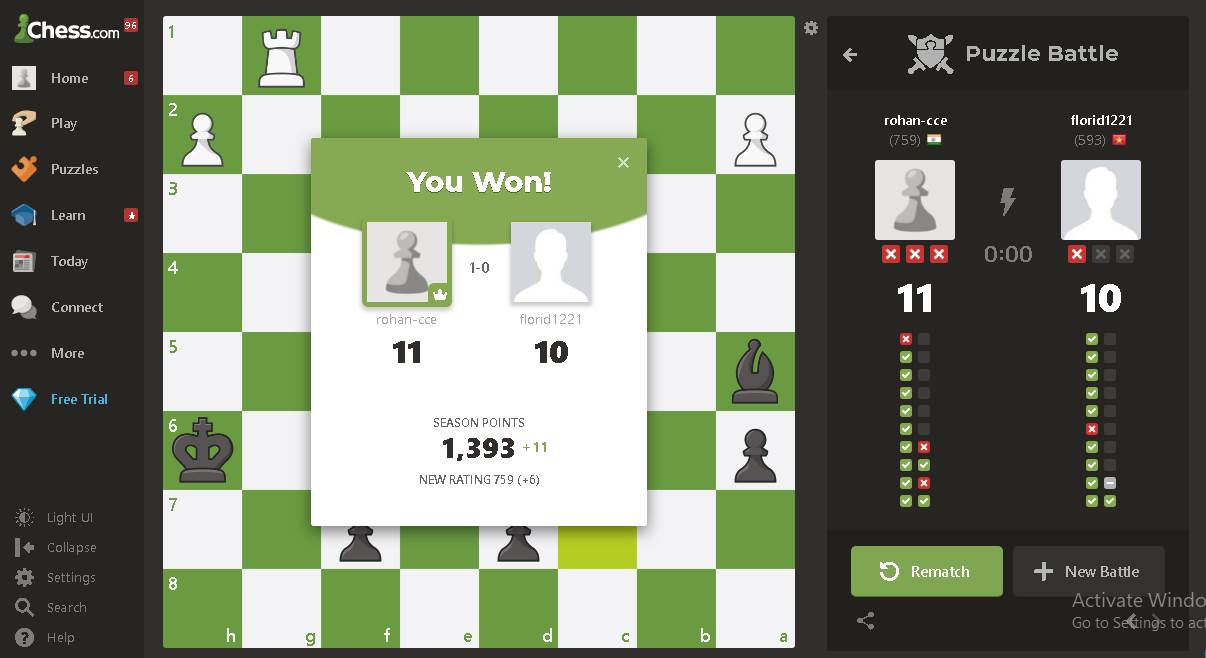 Chess.com 96
Home 6
Play
Puzzles
Learn
Today
Connect
More
Free Trial
Light UI
Collapse
Settings
Search
Help
1
2
3
4
5
6
7
8
h g f e d c b a
You Won!
1-0
rohan-cce florid1221
11 10
SEASON POINTS
1,393 +11
NEW RATING 759 (+6)
Puzzle Battle
rohan-cce florid1221
(759) (593)
0:00
11 10
Rematch New Battle
Activate Windo
Go to Settings to act